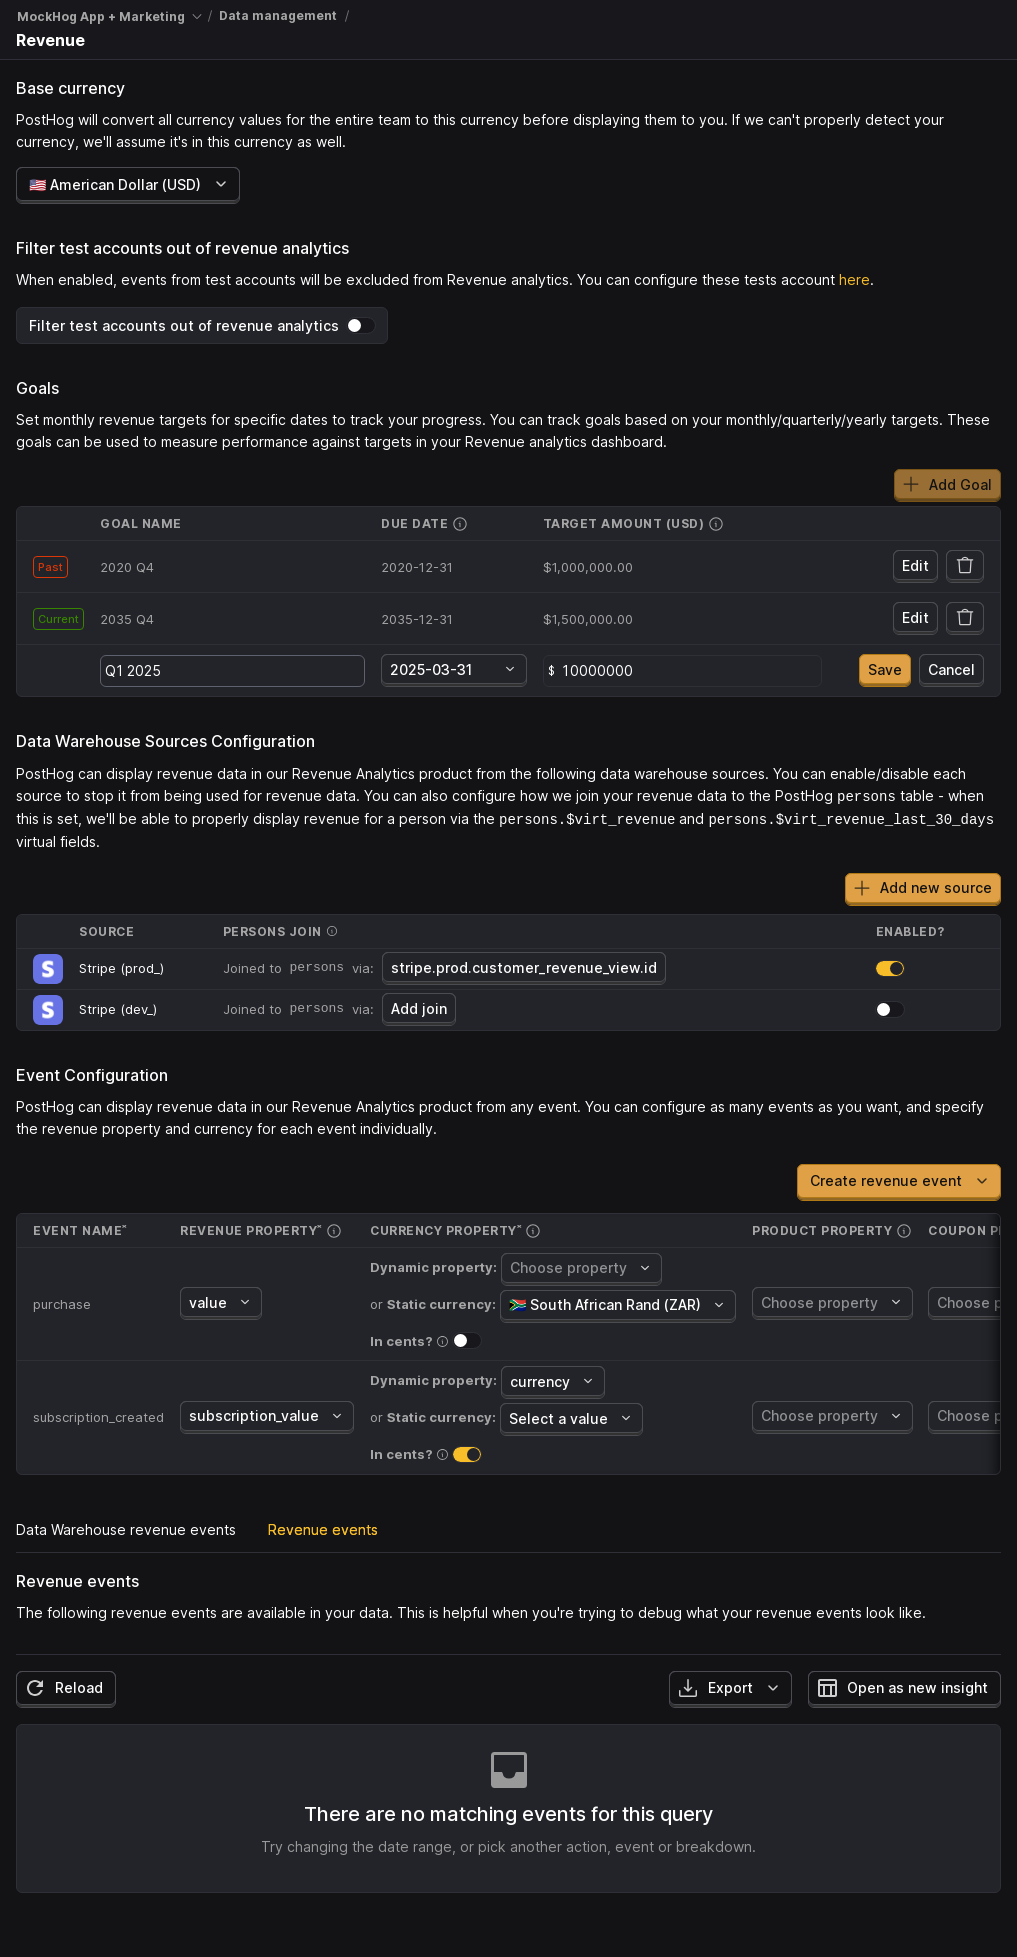 MockHog App + Marketing / Data management /
Revenue
Base currency
PostHog will convert all currency values for the entire team to this currency before displaying them to you. If we can't properly detect your
currency, we'll assume it's in this currency as well.
🇺🇸 American Dollar (USD)
Filter test accounts out of revenue analytics
When enabled, events from test accounts will be excluded from Revenue analytics. You can configure these tests account here.
Filter test accounts out of revenue analytics
Goals
Set monthly revenue targets for specific dates to track your progress. You can track goals based on your monthly/quarterly/yearly targets. These
goals can be used to measure performance against targets in your Revenue analytics dashboard.
Add Goal
GOAL NAME DUE DATE TARGET AMOUNT (USD)
Past 2020 Q4 2020-12-31 $1,000,000.00 Edit
Current 2035 Q4 2035-12-31 $1,500,000.00 Edit
Q1 2025 2025-03-31 $ 10000000 Save Cancel
Data Warehouse Sources Configuration
PostHog can display revenue data in our Revenue Analytics product from the following data warehouse sources. You can enable/disable each
source to stop it from being used for revenue data. You can also configure how we join your revenue data to the PostHog persons table - when
this is set, we'll be able to properly display revenue for a person via the persons.$virt_revenue and persons.$virt_revenue_last_30_days
virtual fields.
Add new source
SOURCE PERSONS JOIN ENABLED?
S Stripe (prod_) Joined to persons via: stripe.prod.customer_revenue_view.id
S Stripe (dev_) Joined to persons via: Add join
Event Configuration
PostHog can display revenue data in our Revenue Analytics product from any event. You can configure as many events as you want, and specify
the revenue property and currency for each event individually.
Create revenue event
EVENT NAME* REVENUE PROPERTY* CURRENCY PROPERTY* PRODUCT PROPERTY COUPON P
Dynamic property: Choose property
purchase value or Static currency: 🇿🇦 South African Rand (ZAR) Choose property Choose p
In cents?
Dynamic property: currency
subscription_created subscription_value or Static currency: Select a value Choose property Choose p
In cents?
Data Warehouse revenue events Revenue events
Revenue events
The following revenue events are available in your data. This is helpful when you're trying to debug what your revenue events look like.
Reload Export Open as new insight
There are no matching events for this query
Try changing the date range, or pick another action, event or breakdown.